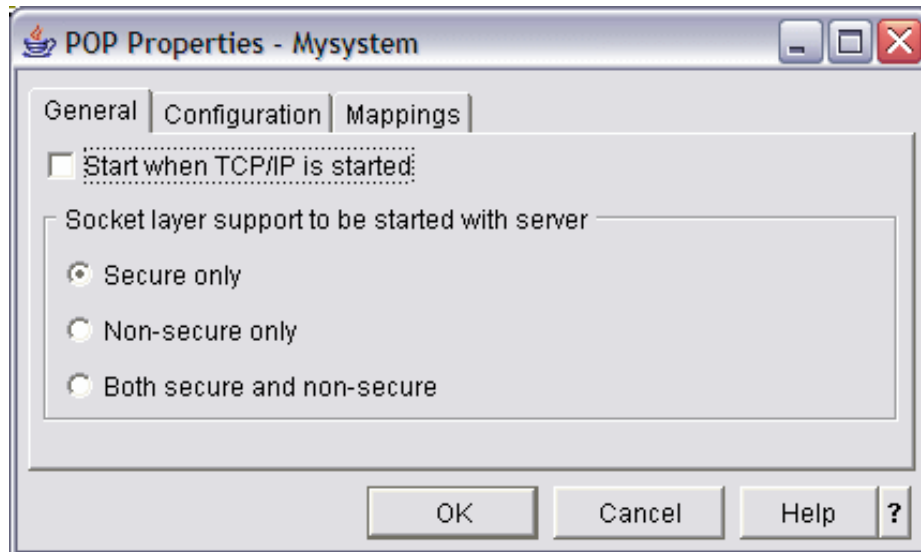 POP Properties - Mysystem
General Configuration Mappings
Start when TCP/IP is started
Socket layer support to be started with server
Secure only
Non-secure only
Both secure and non-secure
OK Cancel Help ?